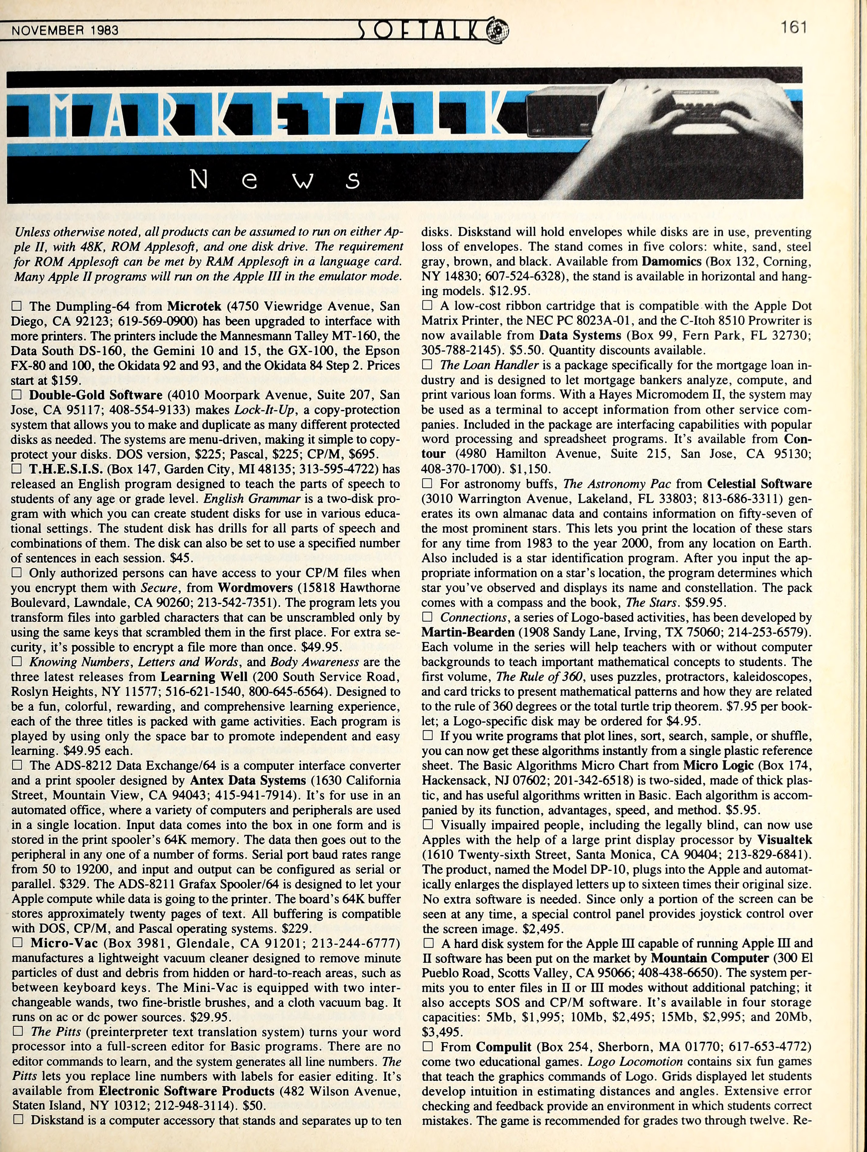 NOVEMBER 1983
SOFTALK
161
MARKETALK
News
Unless otherwise noted, all products can be assumed to run on either Ap-
ple II, with 48K, ROM Applesoft, and one disk drive. The requirement
for ROM Applesoft can be met by RAM Applesoft in a language card.
Many Apple II programs will run on the Apple III in the emulator mode.
□ The Dumpling-64 from Microtek (4750 Viewridge Avenue, San
Diego, CA 92123; 619-569-0900) has been upgraded to interface with
more printers. The printers include the Mannesmann Talley MT-160, the
Data South DS-160, the Gemini 10 and 15, the GX-100, the Epson
FX-80 and 100, the Okidata 92 and 93, and the Okidata 84 Step 2. Prices
start at $159.
□ Double-Gold Software (4010 Moorpark Avenue, Suite 207, San
Jose, CA 95117; 408-554-9133) makes Lock-It-Up, a copy-protection
system that allows you to make and duplicate as many different protected
disks as needed. The systems are menu-driven, making it simple to copy-
protect your disks. DOS version, $225; Pascal, $225; CP/M, $695.
□ T.H.E.S.I.S. (Box 147, Garden City, MI 48135; 313-595-4722) has
released an English program designed to teach the parts of speech to
students of any age or grade level. English Grammar is a two-disk pro-
gram with which you can create student disks for use in various educa-
tional settings. The student disk has drills for all parts of speech and
combinations of them. The disk can also be set to use a specified number
of sentences in each session. $45.
□ Only authorized persons can have access to your CP/M files when
you encrypt them with Secure, from Wordmovers (15818 Hawthorne
Boulevard, Lawndale, CA 90260; 213-542-7351). The program lets you
transform files into garbled characters that can be unscrambled only by
using the same keys that scrambled them in the first place. For extra se-
curity, it's possible to encrypt a file more than once. $49.95.
□ Knowing Numbers, Letters and Words, and Body Awareness are the
three latest releases from Learning Well (200 South Service Road,
Roslyn Heights, NY 11577; 516-621-1540, 800-645-6564). Designed to
be a fun, colorful, rewarding, and comprehensive learning experience,
each of the three titles is packed with game activities. Each program is
played by using only the space bar to promote independent and easy
learning. $49.95 each.
□ The ADS-8212 Data Exchange/64 is a computer interface converter
and a print spooler designed by Antex Data Systems (1630 California
Street, Mountain View, CA 94043; 415-941-7914). It's for use in an
automated office, where a variety of computers and peripherals are used
in a single location. Input data comes into the box in one form and is
stored in the print spooler's 64K memory. The data then goes out to the
peripheral in any one of a number of forms. Serial port baud rates range
from 50 to 19200, and input and output can be configured as serial or
parallel. $329. The ADS-8211 Grafax Spooler/64 is designed to let your
Apple compute while data is going to the printer. The board's 64K buffer
stores approximately twenty pages of text. All buffering is compatible
with DOS, CP/M, and Pascal operating systems. $229.
□ Micro-Vac (Box 3981, Glendale, CA 91201; 213-244-6777)
manufactures a lightweight vacuum cleaner designed to remove minute
particles of dust and debris from hidden or hard-to-reach areas, such as
between keyboard keys. The Mini-Vac is equipped with two inter-
changeable wands, two fine-bristle brushes, and a cloth vacuum bag. It
runs on ac or dc power sources. $29.95.
□ The Pitts (preinterpreter text translation system) turns your word
processor into a full-screen editor for Basic programs. There are no
editor commands to learn, and the system generates all line numbers. The
Pitts lets you replace line numbers with labels for easier editing. It's
available from Electronic Software Products (482 Wilson Avenue,
Staten Island, NY 10312; 212-948-3114). $50.
□ Diskstand is a computer accessory that stands and separates up to ten
disks. Diskstand will hold envelopes while disks are in use, preventing
loss of envelopes. The stand comes in five colors: white, sand, steel
gray, brown, and black. Available from Damomics (Box 132, Corning,
NY 14830; 607-524-6328), the stand is available in horizontal and hang-
ing models. $12.95.
□ A low-cost ribbon cartridge that is compatible with the Apple Dot
Matrix Printer, the NEC PC 8023A-01, and the C-Itoh 8510 Prowriter is
now available from Data Systems (Box 99, Fern Park, FL 32730;
305-788-2145). $5.50. Quantity discounts available.
□ The Loan Handler is a package specifically for the mortgage loan in-
dustry and is designed to let mortgage bankers analyze, compute, and
print various loan forms. With a Hayes Micromodem II, the system may
be used as a terminal to accept information from other service com-
panies. Included in the package are interfacing capabilities with popular
word processing and spreadsheet programs. It's available from Con-
tour (4980 Hamilton Avenue, Suite 215, San Jose, CA 95130;
408-370-1700). $1,150.
□ For astronomy buffs, The Astronomy Pac from Celestial Software
(3010 Warrington Avenue, Lakeland, FL 33803; 813-686-3311) gen-
erates its own almanac data and contains information on fifty-seven of
the most prominent stars. This lets you print the location of these stars
for any time from 1983 to the year 2000, from any location on Earth.
Also included is a star identification program. After you input the ap-
propriate information on a star's location, the program determines which
star you've observed and displays its name and constellation. The pack
comes with a compass and the book, The Stars. $59.95.
□ Connections, a series of Logo-based activities, has been developed by
Martin-Bearden (1908 Sandy Lane, Irving, TX 75060; 214-253-6579).
Each volume in the series will help teachers with or without computer
backgrounds to teach important mathematical concepts to students. The
first volume, The Rule of 360, uses puzzles, protractors, kaleidoscopes,
and card tricks to present mathematical patterns and how they are related
to the rule of 360 degrees or the total turtle trip theorem. $7.95 per book-
let; a Logo-specific disk may be ordered for $4.95.
□ If you write programs that plot lines, sort, search, sample, or shuffle,
you can now get these algorithms instantly from a single plastic reference
sheet. The Basic Algorithms Micro Chart from Micro Logic (Box 174,
Hackensack, NJ 07602; 201-342-6518) is two-sided, made of thick plas-
tic, and has useful algorithms written in Basic. Each algorithm is accom-
panied by its function, advantages, speed, and method. $5.95.
□ Visually impaired people, including the legally blind, can now use
Apples with the help of a large print display processor by Visualtek
(1610 Twenty-sixth Street, Santa Monica, CA 90404; 213-829-6841).
The product, named the Model DP-10, plugs into the Apple and automat-
ically enlarges the displayed letters up to sixteen times their original size.
No extra software is needed. Since only a portion of the screen can be
seen at any time, a special control panel provides joystick control over
the screen image. $2,495.
□ A hard disk system for the Apple III capable of running Apple III and
II software has been put on the market by Mountain Computer (300 El
Pueblo Road, Scotts Valley, CA 95066; 408-438-6650). The system per-
mits you to enter files in II or III modes without additional patching; it
also accepts SOS and CP/M software. It's available in four storage
capacities: 5Mb, $1,995; 10Mb, $2,495; 15Mb, $2,995; and 20Mb,
$3,495.
□ From Compulit (Box 254, Sherborn, MA 01770; 617-653-4772)
come two educational games. Logo Locomotion contains six fun games
that teach the graphics commands of Logo. Grids displayed let students
develop intuition in estimating distances and angles. Extensive error
checking and feedback provide an environment in which students correct
mistakes. The game is recommended for grades two through twelve. Re-